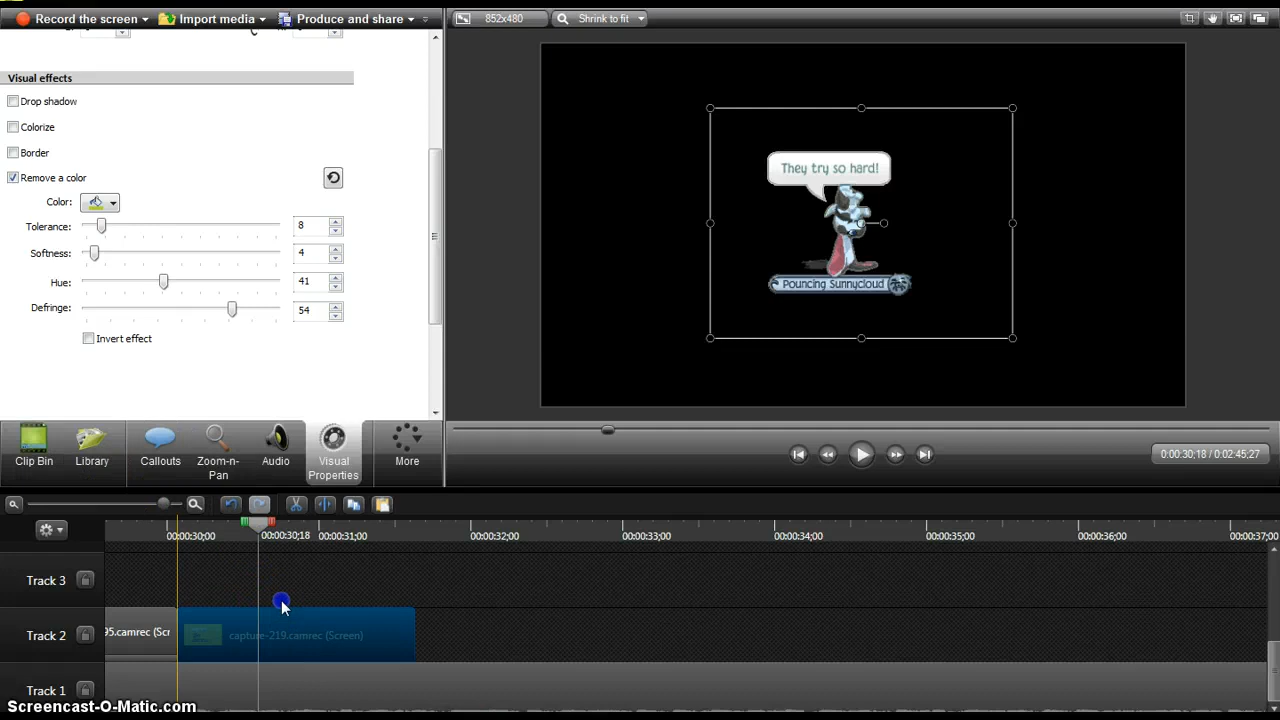 Record the screen
Import media
Produce and share
852x480
Shrink to fit
Visual effects
Drop shadow
Colorize
Border
Remove a color
Color:
Tolerance: 8
Softness: 4
Hue: 41
Defringe: 54
Invert effect
They try so hard!
Pouncing Sunnycloud
Clip Bin
Library
Callouts
Zoom-n-Pan
Audio
Visual Properties
More
0:00:30;18 / 0:02:45;27
00:00:30;00 00:00:30;18 00:00:31;00 00:00:32;00 00:00:33;00 00:00:34;00 00:00:35;00 00:00:36;00 00:00:37;00
Track 3
Track 2
95.camrec (Scr
capture-219.camrec (Screen)
Track 1
Screencast-O-Matic.com